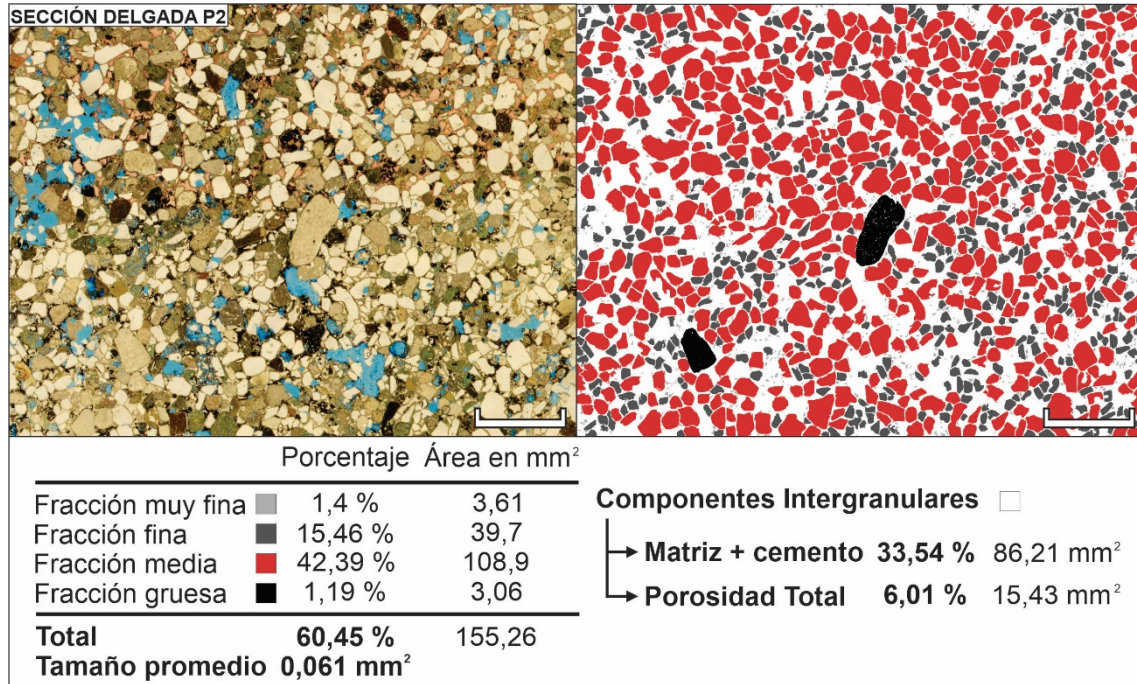 SECCIÓN DELGADA P2
Porcentaje Área en mm²
Fracción muy fina 1,4 % 3,61
Fracción fina 15,46 % 39,7
Fracción media 42,39 % 108,9
Fracción gruesa 1,19 % 3,06
Total 60,45 % 155,26
Tamaño promedio 0,061 mm²
Componentes Intergranulares
Matriz + cemento 33,54 % 86,21 mm²
Porosidad Total 6,01 % 15,43 mm²